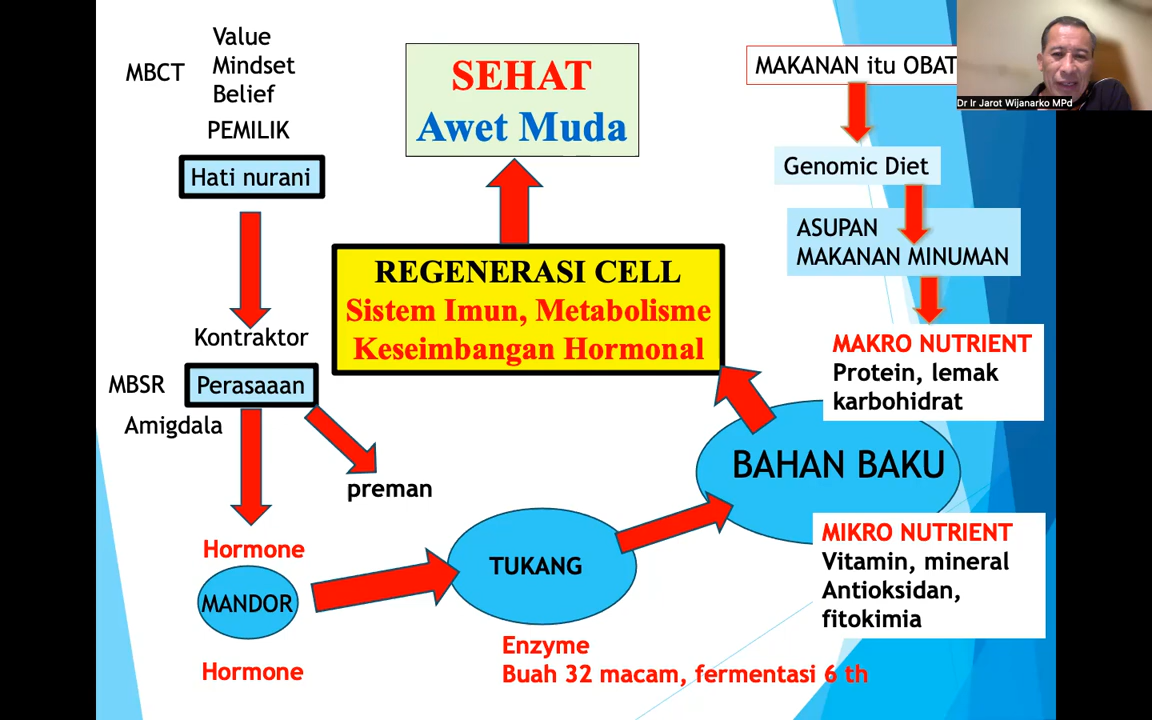 Value
MBCT
Mindset
Belief
PEMILIK
Hati nurani
Kontraktor
MBSR
Perasaaan
Amigdala
preman
Hormone
MANDOR
Hormone
SEHAT
Awet Muda
REGENERASI CELL
Sistem Imun, Metabolisme
Keseimbangan Hormonal
TUKANG
Enzyme
Buah 32 macam, fermentasi 6 th
MAKANAN itu OBAT
Dr Ir Jarot Wijanarko MPd
Genomic Diet
ASUPAN
MAKANAN MINUMAN
MAKRO NUTRIENT
Protein, lemak
karbohidrat
BAHAN BAKU
MIKRO NUTRIENT
Vitamin, mineral
Antioksidan,
fitokimia